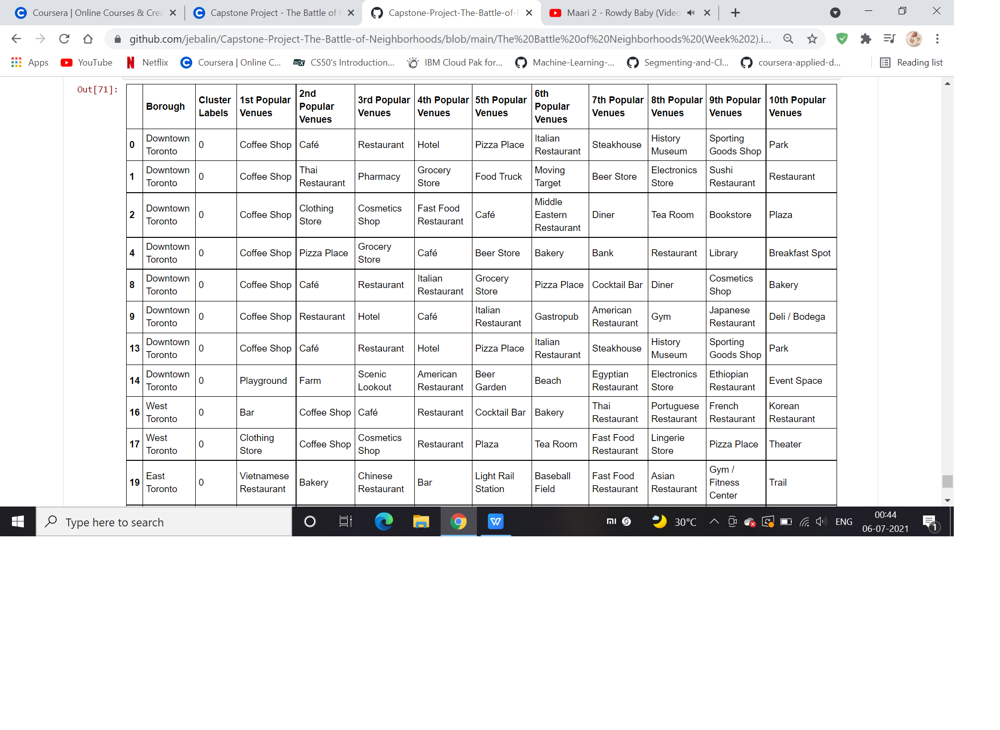 Coursera | Online Courses & Cred
Capstone Project - The Battle of N
Capstone-Project-The-Battle-of-N
Maari 2 - Rowdy Baby (Video
github.com/jebalin/Capstone-Project-The-Battle-of-Neighborhoods/blob/main/The%20Battle%20of%20Neighborhoods%20(Week%202).i...
Apps YouTube Netflix Coursera | Online C... edX CS50's Introduction... IBM Cloud Pak for... Machine-Learning-... Segmenting-and-Cl... coursera-applied-d... Reading list
Out[71]:
Borough Cluster Labels 1st Popular Venues 2nd Popular Venues 3rd Popular Venues 4th Popular Venues 5th Popular Venues 6th Popular Venues 7th Popular Venues 8th Popular Venues 9th Popular Venues 10th Popular Venues
0 Downtown Toronto 0 Coffee Shop Café Restaurant Hotel Pizza Place Italian Restaurant Steakhouse History Museum Sporting Goods Shop Park
1 Downtown Toronto 0 Coffee Shop Thai Restaurant Pharmacy Grocery Store Food Truck Moving Target Beer Store Electronics Store Sushi Restaurant Restaurant
2 Downtown Toronto 0 Coffee Shop Clothing Store Cosmetics Shop Fast Food Restaurant Café Middle Eastern Restaurant Diner Tea Room Bookstore Plaza
4 Downtown Toronto 0 Coffee Shop Pizza Place Grocery Store Café Beer Store Bakery Bank Restaurant Library Breakfast Spot
8 Downtown Toronto 0 Coffee Shop Café Restaurant Italian Restaurant Grocery Store Pizza Place Cocktail Bar Diner Cosmetics Shop Bakery
9 Downtown Toronto 0 Coffee Shop Restaurant Hotel Café Italian Restaurant Gastropub American Restaurant Gym Japanese Restaurant Deli / Bodega
13 Downtown Toronto 0 Coffee Shop Café Restaurant Hotel Pizza Place Italian Restaurant Steakhouse History Museum Sporting Goods Shop Park
14 Downtown Toronto 0 Playground Farm Scenic Lookout American Restaurant Beer Garden Beach Egyptian Restaurant Electronics Store Ethiopian Restaurant Event Space
16 West Toronto 0 Bar Coffee Shop Café Restaurant Cocktail Bar Bakery Thai Restaurant Portuguese Restaurant French Restaurant Korean Restaurant
17 West Toronto 0 Clothing Store Coffee Shop Cosmetics Shop Restaurant Plaza Tea Room Fast Food Restaurant Lingerie Store Pizza Place Theater
19 East Toronto 0 Vietnamese Restaurant Bakery Chinese Restaurant Bar Light Rail Station Baseball Field Fast Food Restaurant Asian Restaurant Gym / Fitness Center Trail
Type here to search
mi
30°C
ENG
00:44
06-07-2021
1